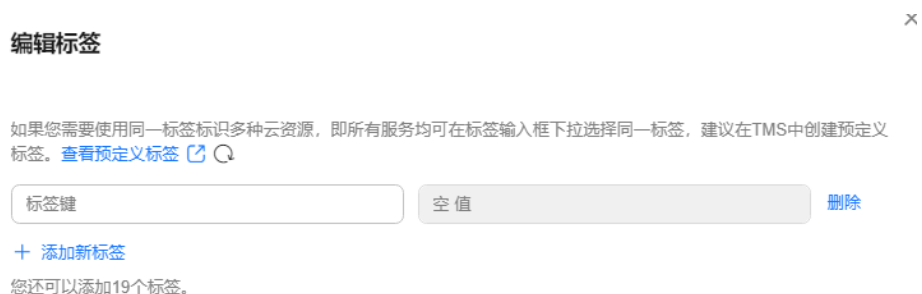 编辑标签
如果您需要使用同一标签标识多种云资源，即所有服务均可在标签输入框下拉选择同一标签，建议在TMS中创建预定义
标签。查看预定义标签
标签键 空值 删除
+ 添加新标签
您还可以添加19个标签。